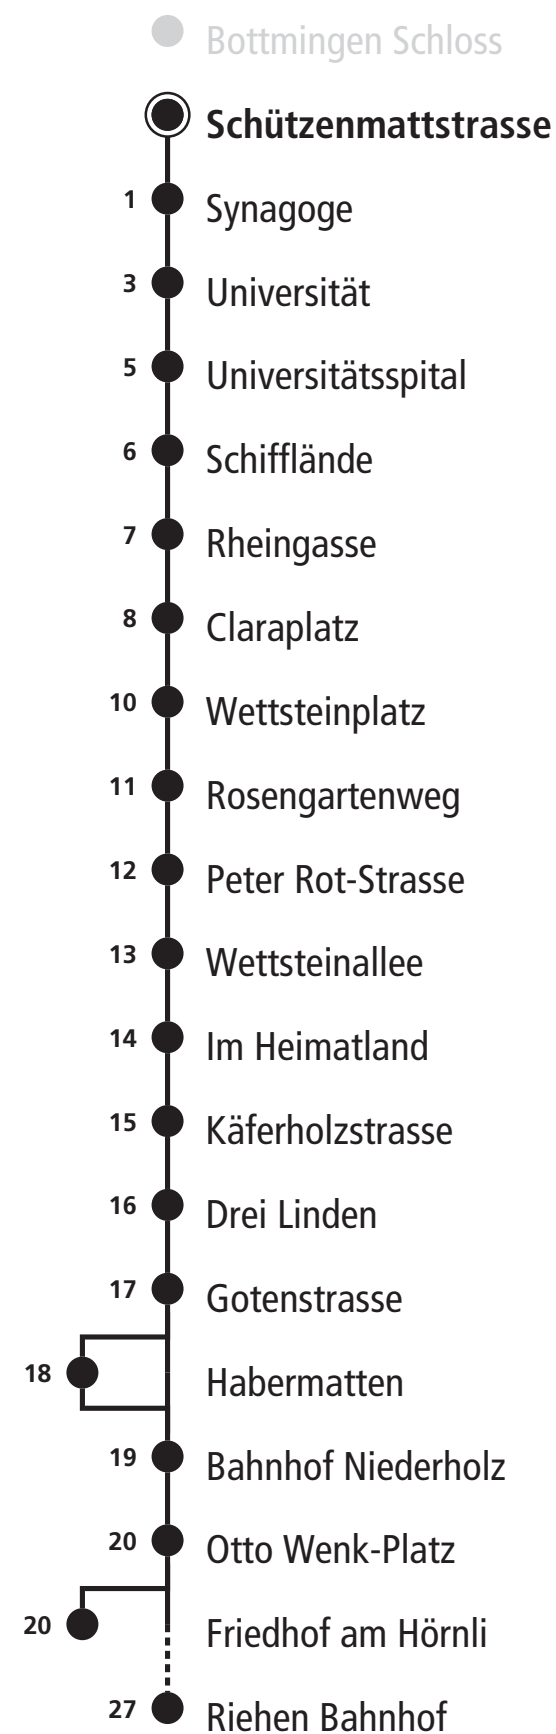 Bottmingen Schloss
Schützenmattstrasse
1 Synagoge
3 Universität
5 Universitätsspital
6 Schifflände
7 Rheingasse
8 Claraplatz
10 Wettsteinplatz
11 Rosengartenweg
12 Peter Rot-Strasse
13 Wettsteinallee
14 Im Heimatland
15 Käferholzstrasse
16 Drei Linden
17 Gotenstrasse
18 Habermatten
19 Bahnhof Niederholz
20 Otto Wenk-Platz
20 Friedhof am Hörnli
27 Riehen Bahnhof